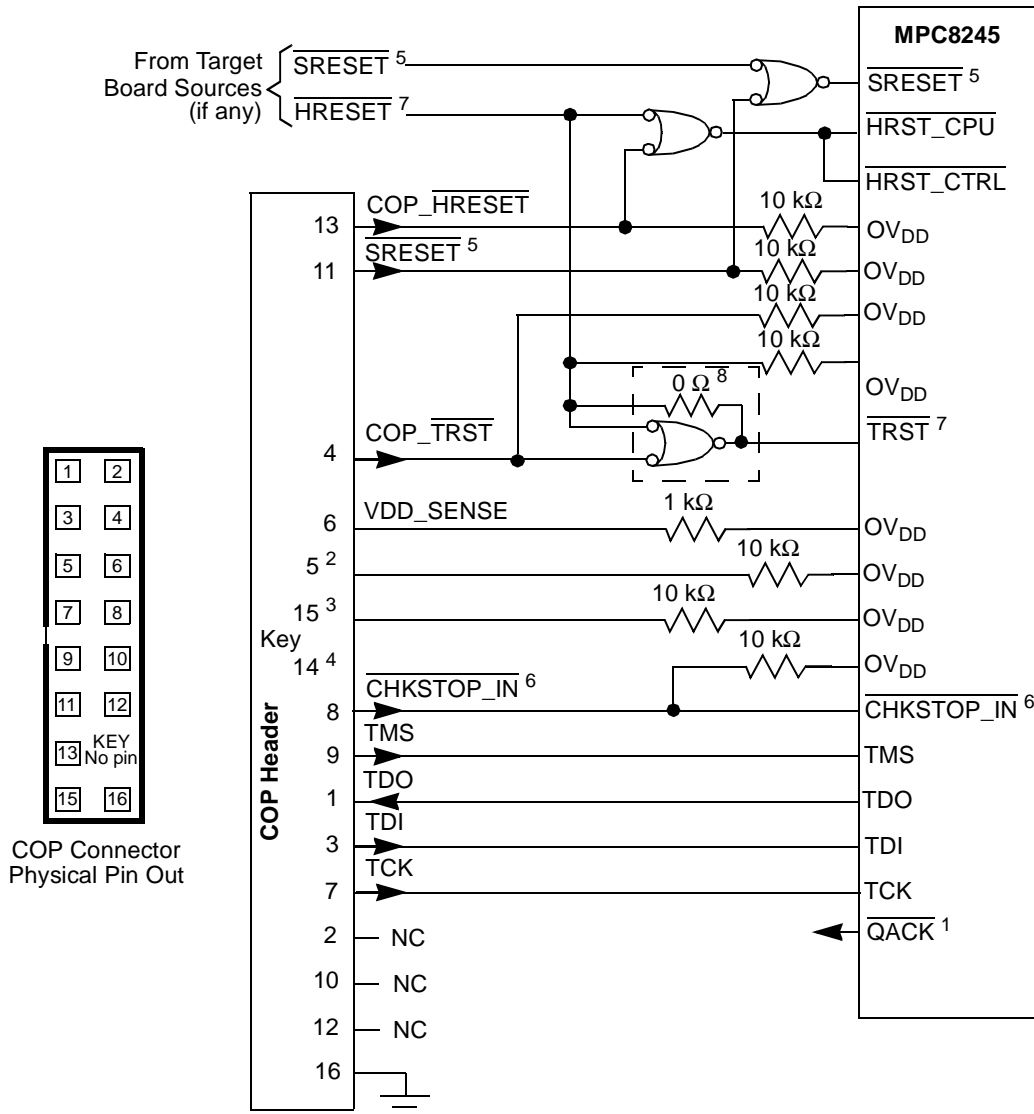 MPC8245
From Target
Board Sources
(if any)
SRESET 5
HRESET 7
SRESET 5
HRST_CPU
HRST_CTRL
13
COP_HRESET
10 kΩ
OVDD
11
SRESET 5
10 kΩ
OVDD
10 kΩ
OVDD
10 kΩ
OVDD
0 Ω 8
4
COP_TRST
TRST 7
6
VDD_SENSE
1 kΩ
OVDD
5 2
10 kΩ
OVDD
15 3
10 kΩ
OVDD
Key
14 4
10 kΩ
OVDD
8
CHKSTOP_IN 6
CHKSTOP_IN 6
9
TMS
TMS
1
TDO
TDO
3
TDI
TDI
7
TCK
TCK
QACK 1
2
NC
10
NC
12
NC
16
COP Header
1 2
3 4
5 6
7 8
9 10
11 12
13 KEY
No pin
15 16
COP Connector
Physical Pin Out